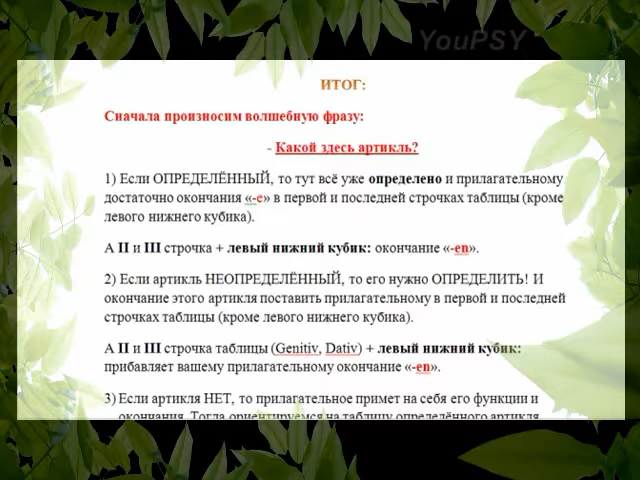 YouPSY
ИТОГ:
Сначала произносим волшебную фразу:
- Какой здесь артикль?
1) Если ОПРЕДЕЛЁННЫЙ, то тут всё уже определено и прилагательному
достаточно окончания «-e» в первой и последней строчках таблицы (кроме
левого нижнего кубика).
А II и III строчка + левый нижний кубик: окончание «-en».
2) Если артикль НЕОПРЕДЕЛЁННЫЙ, то его нужно ОПРЕДЕЛИТЬ! И
окончание этого артикля поставить прилагательному в первой и последней
строчках таблицы (кроме левого нижнего кубика).
А II и III строчка таблицы (Genitiv, Dativ) + левый нижний кубик:
прибавляет вашему прилагательному окончание «-en».
3) Если артикля НЕТ, то прилагательное примет на себя его функции и
окончания. Тогда ориентируемся на таблицу определённого артикля